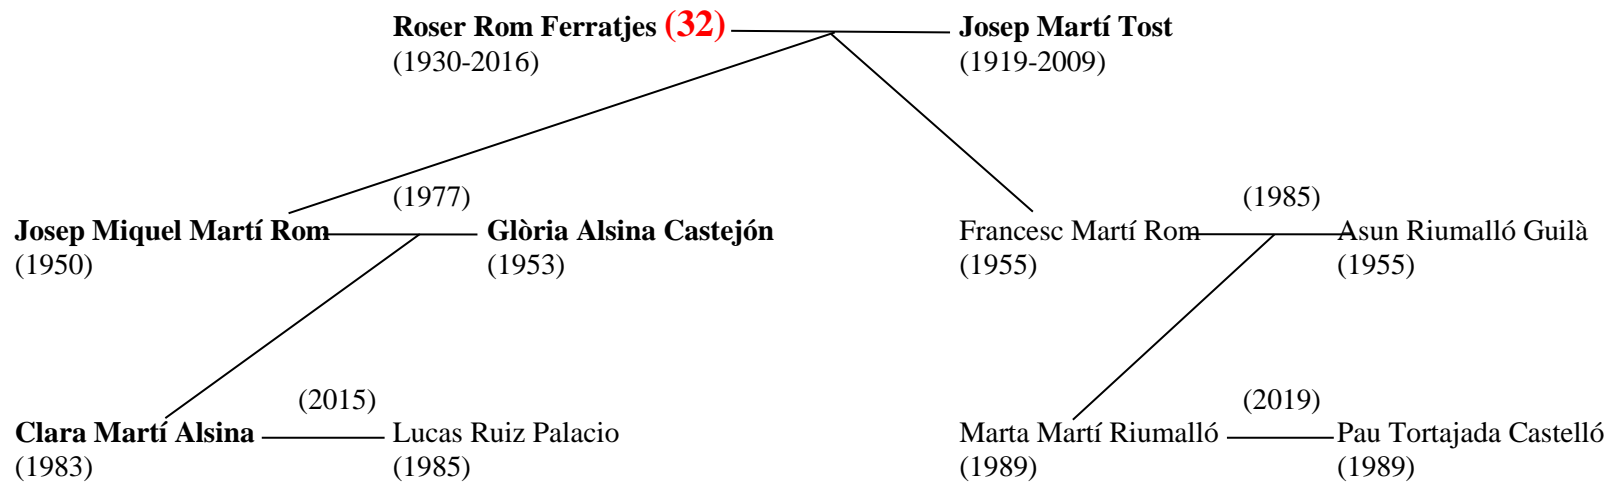 Roser Rom Ferratjes (32) Josep Martí Tost
(1930-2016) (1919-2009)
(1977) (1985)
Josep Miquel Martí Rom Glòria Alsina Castejón Francesc Martí Rom Asun Riumalló Guilà
(1950) (1953) (1955) (1955)
(2015) (2019)
Clara Martí Alsina Lucas Ruiz Palacio Marta Martí Riumalló Pau Tortajada Castelló
(1983) (1985) (1989) (1989)